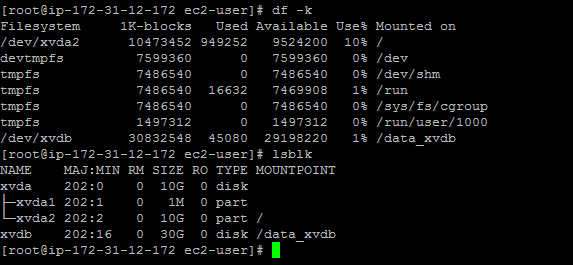 [root@ip-172-31-12-172 ec2-user]# df -k
Filesystem     1K-blocks   Used Available Use% Mounted on
/dev/xvda2      10473452 949252   9524200  10% /
devtmpfs         7599360      0   7599360   0% /dev
tmpfs            7486540      0   7486540   0% /dev/shm
tmpfs            7486540  16632   7469908   1% /run
tmpfs            7486540      0   7486540   0% /sys/fs/cgroup
tmpfs            1497312      0   1497312   0% /run/user/1000
/dev/xvdb       30832548  45080  29198220   1% /data_xvdb
[root@ip-172-31-12-172 ec2-user]# lsblk
NAME    MAJ:MIN RM SIZE RO TYPE MOUNTPOINT
xvda    202:0    0  10G  0 disk
├─xvda1 202:1    0   1M  0 part
└─xvda2 202:2    0  10G  0 part /
xvdb    202:16   0  30G  0 disk /data_xvdb
[root@ip-172-31-12-172 ec2-user]#